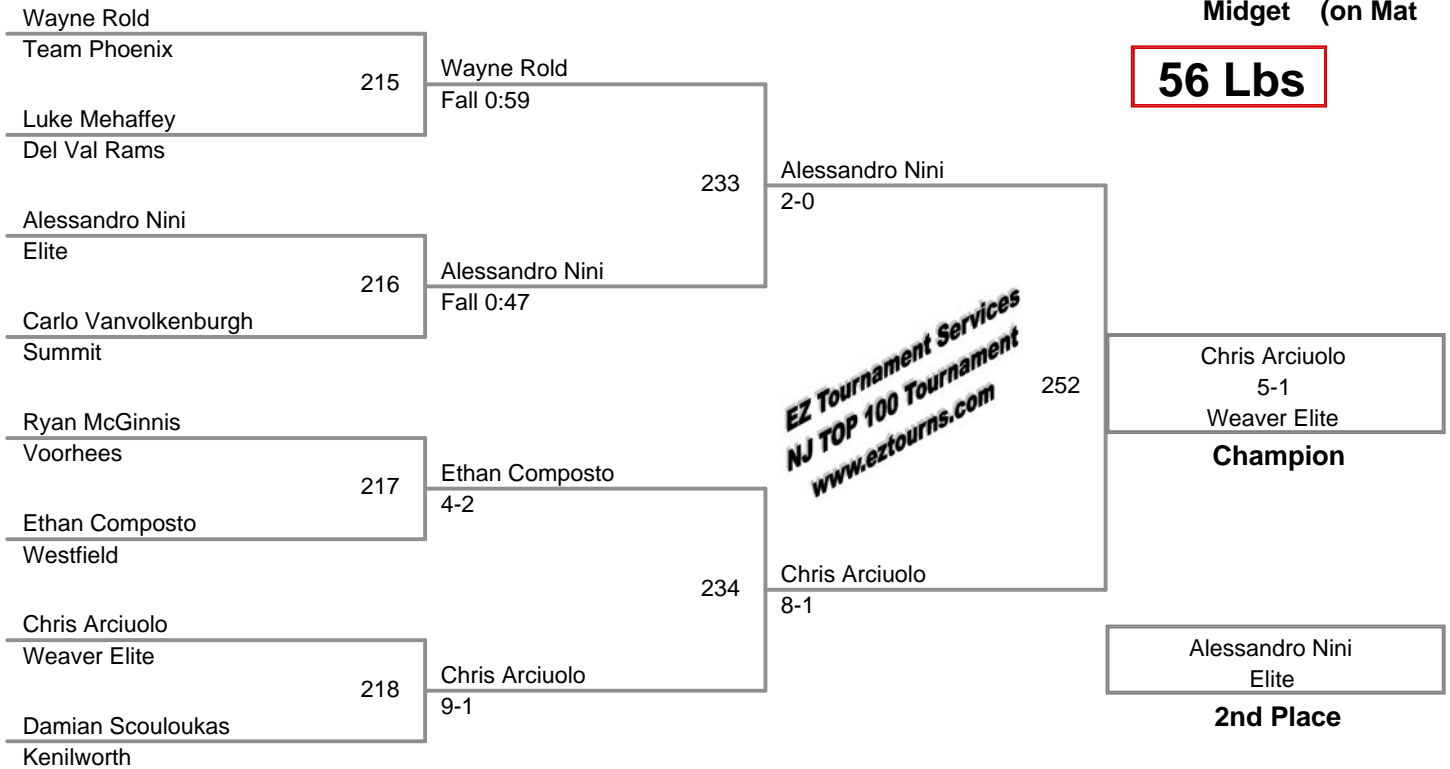 Midget (on Mat
56 Lbs
Wayne Rold
Team Phoenix
215
Luke Mehaffey
Del Val Rams
Wayne Rold
Fall 0:59
Alessandro Nini
Elite
216
Carlo Vanvolkenburgh
Summit
Alessandro Nini
Fall 0:47
233
Alessandro Nini
2-0
Ryan McGinnis
Voorhees
217
Ethan Composto
Westfield
Ethan Composto
4-2
Chris Arciuolo
Weaver Elite
218
Damian Scouloukas
Kenilworth
Chris Arciuolo
9-1
234
Chris Arciuolo
8-1
EZ Tournament Services
NJ TOP 100 Tournament
www.eztourns.com
252
Chris Arciuolo
5-1
Weaver Elite
Champion
Alessandro Nini
Elite
2nd Place